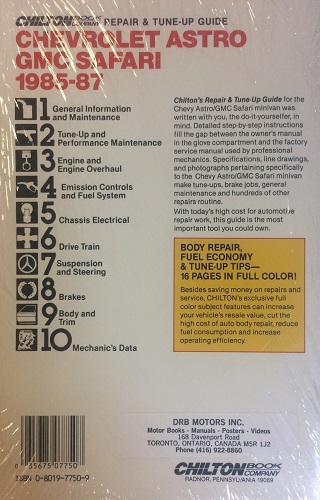 CHILTON BOOK COMPANY REPAIR & TUNE-UP GUIDE
CHEVROLET ASTRO
GMC SAFARI
1985-87
1 General Information
and Maintenance
2 Tune-Up and
Performance Maintenance
3 Engine and
Engine Overhaul
4 Emission Controls
and Fuel System
5 Chassis Electrical
6 Drive Train
7 Suspension
and Steering
8 Brakes
9 Body and
Trim
10 Mechanic's Data
Chilton's Repair & Tune-Up Guide for the
Chevy Astro/GMC Safari minivan was
written with you, the do-it-yourselfer, in
mind. Detailed step-by-step instructions
fill the gap between the owner's manual
in the glove compartment and the factory
service manual used by professional
mechanics. Specifications, line drawings,
and photographs pertaining specifically
to the Chevy Astro/GMC Safari minivan
make tune-ups, brake jobs, general
maintenance and hundreds of other
repairs routine.
With today's high cost for automotive
repair work, this guide is the most
important tool you could own.
BODY REPAIR,
FUEL ECONOMY
& TUNE-UP TIPS—
16 PAGES IN FULL COLOR!
Besides saving money on repairs and
service, CHILTON'S exclusive full
color subject features can increase
your vehicle's resale value, cut the
high cost of auto body repair, reduce
fuel consumption and increase
operating efficiency.
DRB MOTORS INC.
Motor Books - Manuals - Posters - Videos
168 Davenport Road
TORONTO, ONTARIO, CANADA M5R 1J2
Phone (416) 922-8860
0 35675 07750
ISBN 0-8019-7750-9
CHILTON BOOK COMPANY
RADNOR, PENNSYLVANIA 19089